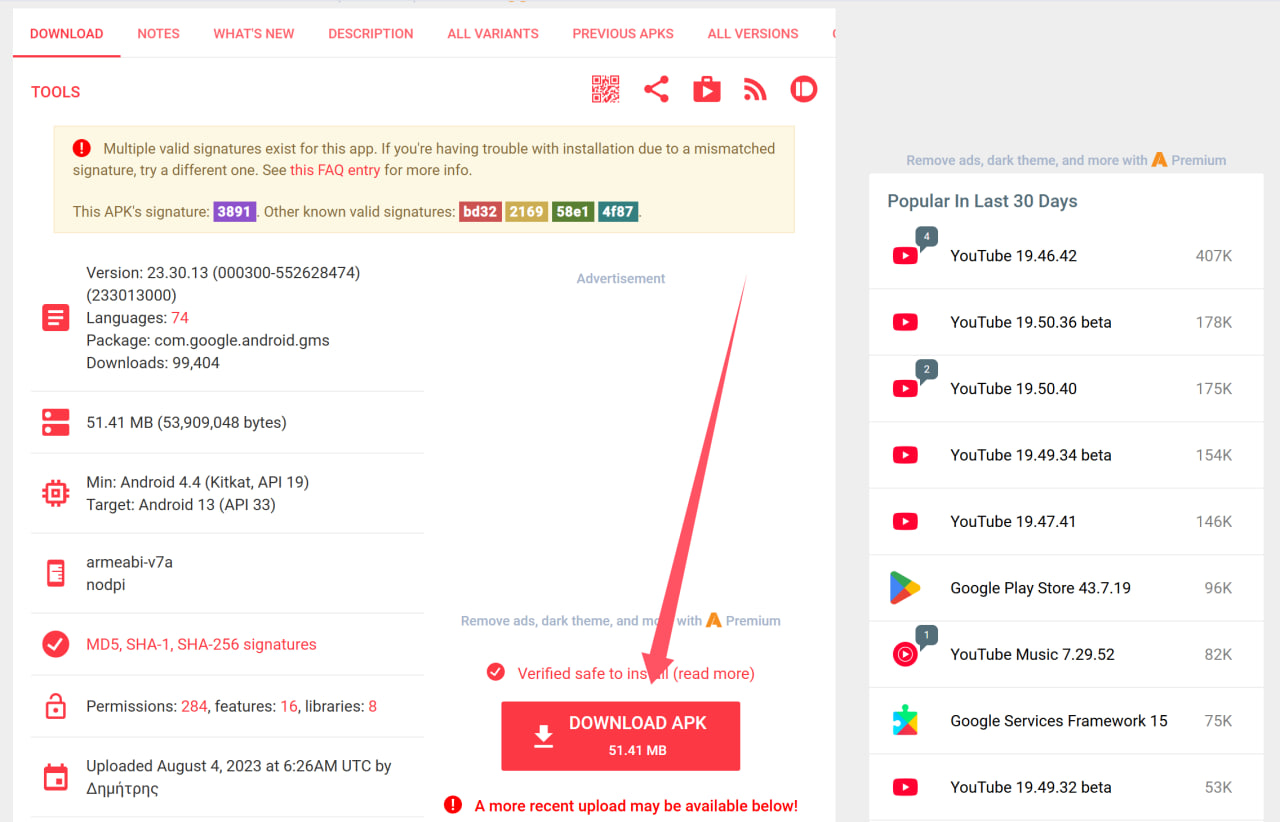 DOWNLOAD NOTES WHAT'S NEW DESCRIPTION ALL VARIANTS PREVIOUS APKS ALL VERSIONS
TOOLS
Multiple valid signatures exist for this app. If you're having trouble with installation due to a mismatched
signature, try a different one. See this FAQ entry for more info.
This APK's signature: 3891. Other known valid signatures: bd32 2169 58e1 4f87.
Version: 23.30.13 (000300-552628474)
(233013000)
Languages: 74
Package: com.google.android.gms
Downloads: 99,404
51.41 MB (53,909,048 bytes)
Min: Android 4.4 (Kitkat, API 19)
Target: Android 13 (API 33)
armeabi-v7a
nodpi
MD5, SHA-1, SHA-256 signatures
Permissions: 284, features: 16, libraries: 8
Uploaded August 4, 2023 at 6:26AM UTC by
Δημήτρης
Advertisement
Remove ads, dark theme, and more with Premium
Verified safe to install (read more)
DOWNLOAD APK
51.41 MB
A more recent upload may be available below!
Remove ads, dark theme, and more with Premium
Popular In Last 30 Days
4
YouTube 19.46.42 407K
YouTube 19.50.36 beta 178K
2
YouTube 19.50.40 175K
YouTube 19.49.34 beta 154K
YouTube 19.47.41 146K
Google Play Store 43.7.19 96K
1
YouTube Music 7.29.52 82K
Google Services Framework 15 75K
YouTube 19.49.32 beta 53K